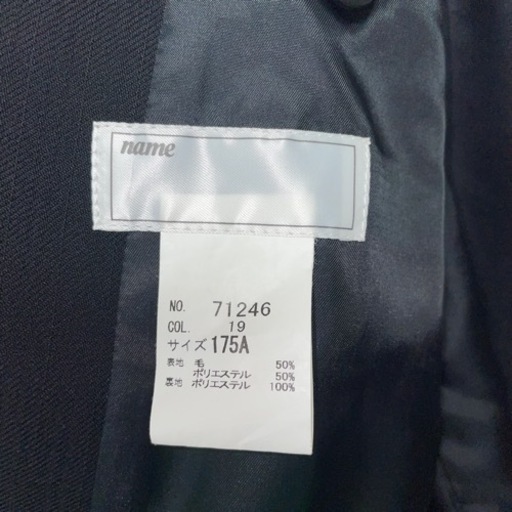 name
NO. 71246
COL. 19
サイズ 175A
表地 毛 50%
ポリエステル 50%
裏地 ポリエステル 100%